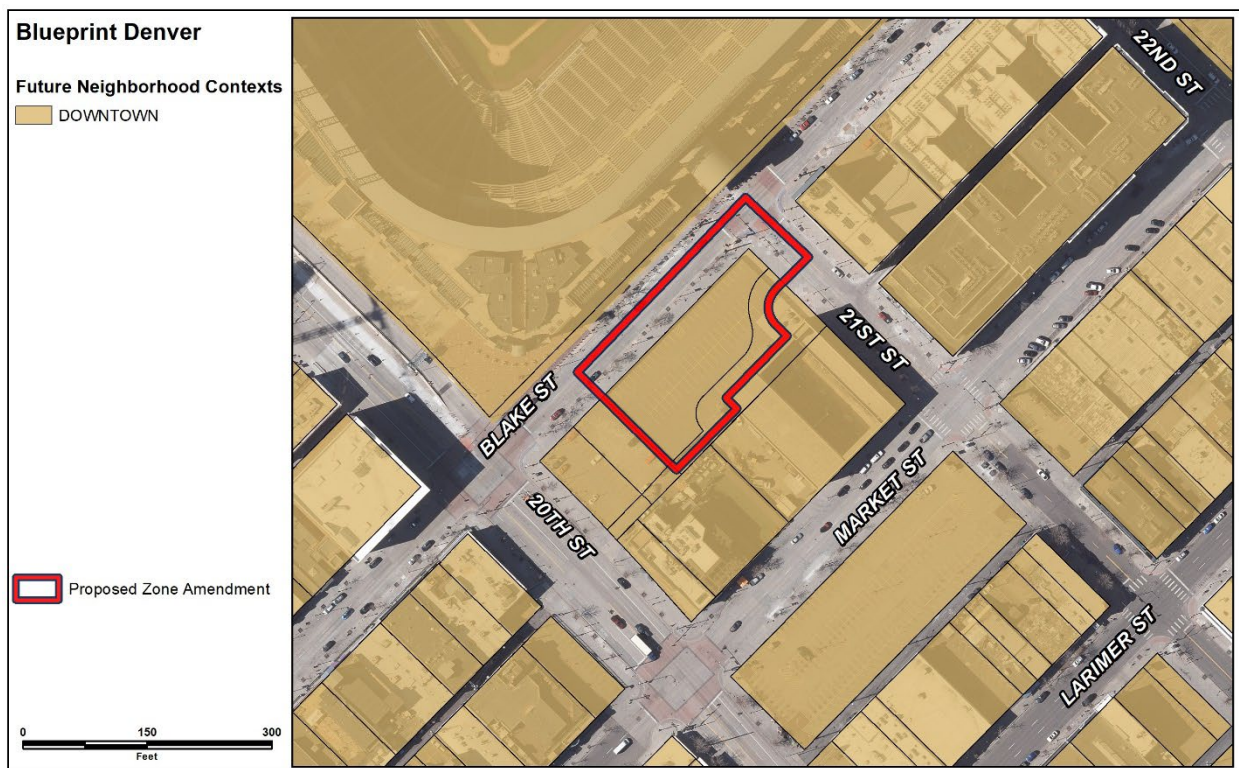 Blueprint Denver
Future Neighborhood Contexts
DOWNTOWN
Proposed Zone Amendment
0 150 300
Feet
22ND ST
21ST ST
BLAKE ST
MARKET ST
20TH ST
LARIMER ST